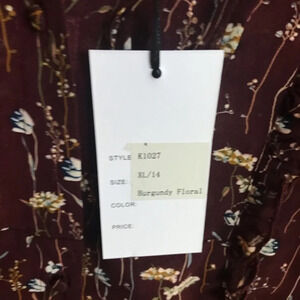 STYLE: K1027
SIZE: XL/14
COLOR: Burgundy Floral
PRICE: